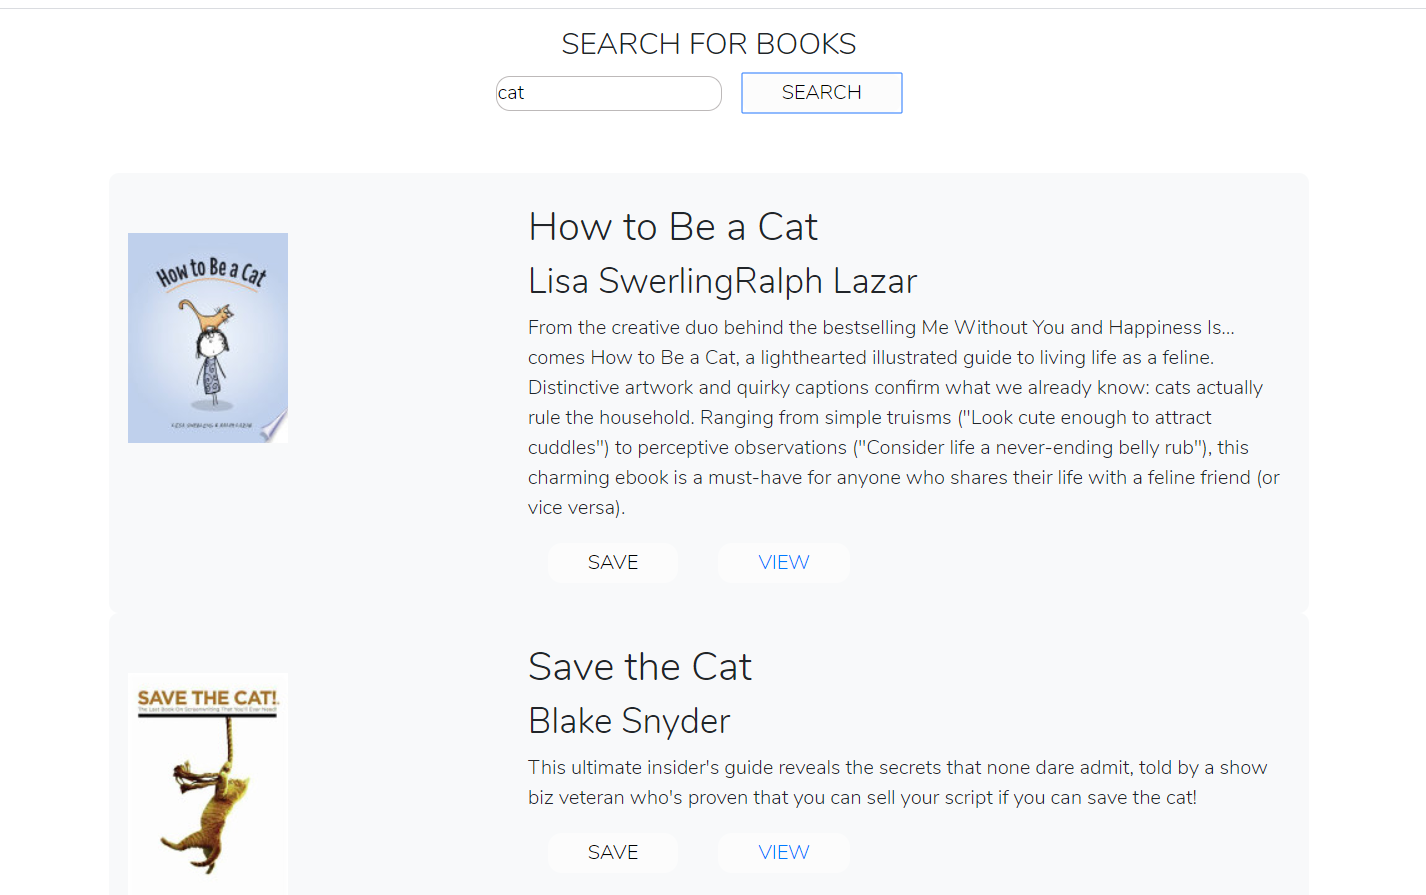 SEARCH FOR BOOKS
cat
SEARCH
How to Be a Cat
LISA SWERLING & RALPH LAZAR
How to Be a Cat
Lisa SwerlingRalph Lazar
From the creative duo behind the bestselling Me Without You and Happiness Is...
comes How to Be a Cat, a lighthearted illustrated guide to living life as a feline.
Distinctive artwork and quirky captions confirm what we already know: cats actually
rule the household. Ranging from simple truisms ("Look cute enough to attract
cuddles") to perceptive observations ("Consider life a never-ending belly rub"), this
charming ebook is a must-have for anyone who shares their life with a feline friend (or
vice versa).
SAVE
VIEW
SAVE THE CAT!
The Last Book On Screenwriting That You'll Ever Need!
Save the Cat
Blake Snyder
This ultimate insider's guide reveals the secrets that none dare admit, told by a show
biz veteran who's proven that you can sell your script if you can save the cat!
SAVE
VIEW